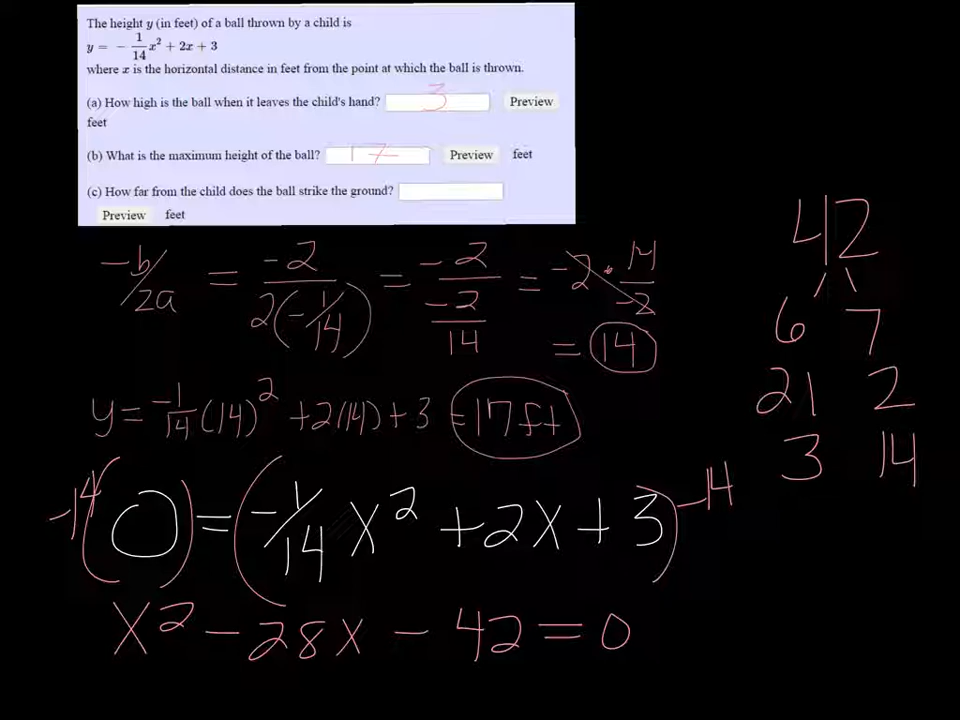 The height y (in feet) of a ball thrown by a child is
y = - 1/14 x² + 2x + 3
where x is the horizontal distance in feet from the point at which the ball is thrown.
(a) How high is the ball when it leaves the child's hand? 3 Preview
feet
(b) What is the maximum height of the ball? 17 Preview feet
(c) How far from the child does the ball strike the ground?
Preview feet
-b/2a = -2/2(-1/14) = -2/(-2/14) = -2 · 14/-2
= 14
y = -1/14 (14)² + 2(14) + 3 = 17 ft
-14(0) = (-1/14 x² + 2x + 3) -14
x² - 28x - 42 = 0
42
6 7
21 2
3 14